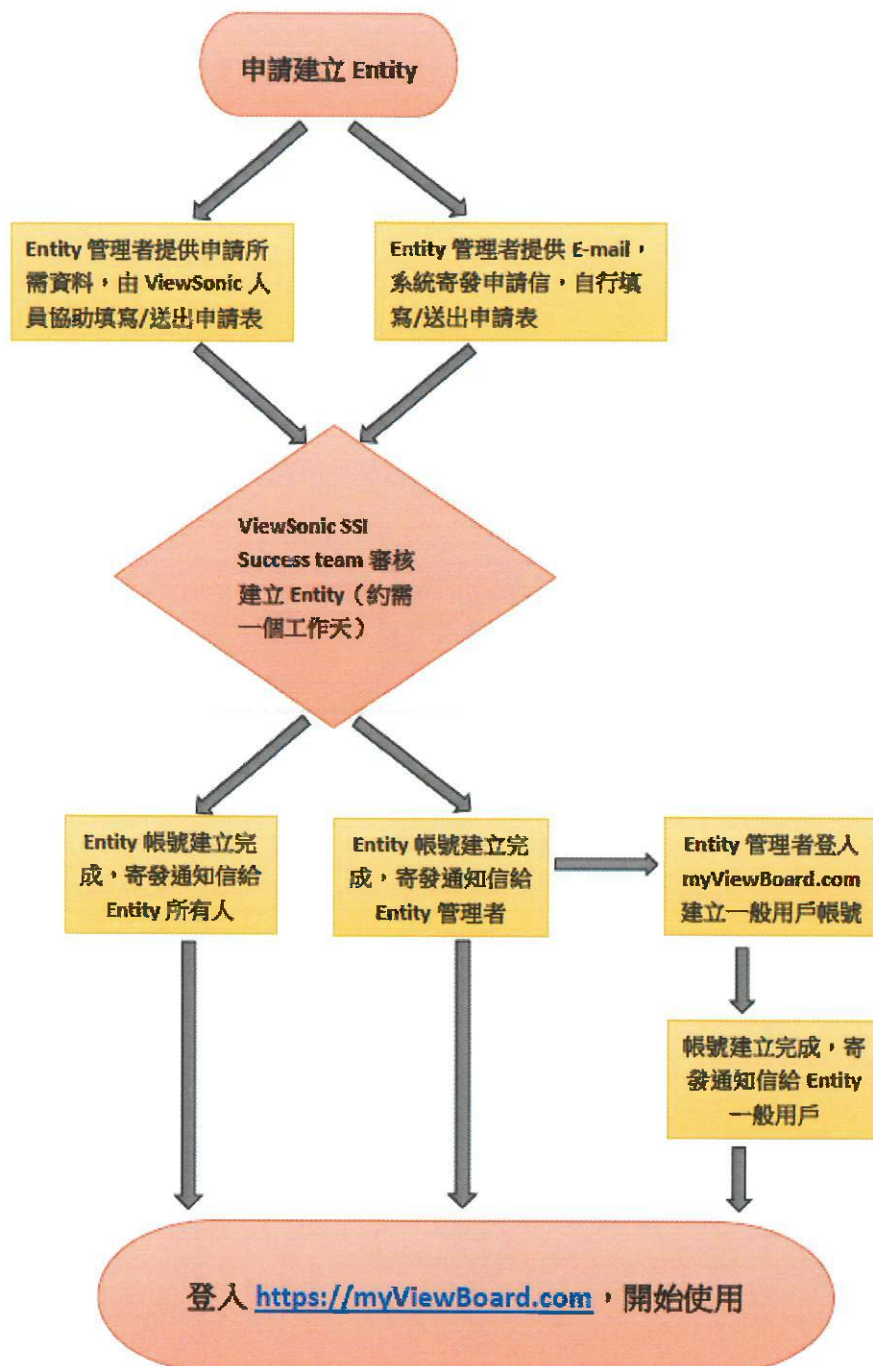 申請建立 Entity
Entity 管理者提供申請所
需資料，由 ViewSonic 人
員協助填寫/送出申請表
Entity 管理者提供 E-mail，
系統寄發申請信，自行填
寫/送出申請表
ViewSonic SSI
Success team 審核
建立 Entity（約需
一個工作天）
Entity 帳號建立完
成，寄發通知信給
Entity 所有人
Entity 帳號建立完
成，寄發通知信給
Entity 管理者
Entity 管理者登入
myViewBoard.com
建立一般用戶帳號
帳號建立完成，寄
發通知信給 Entity
一般用戶
登入 https://myViewBoard.com，開始使用